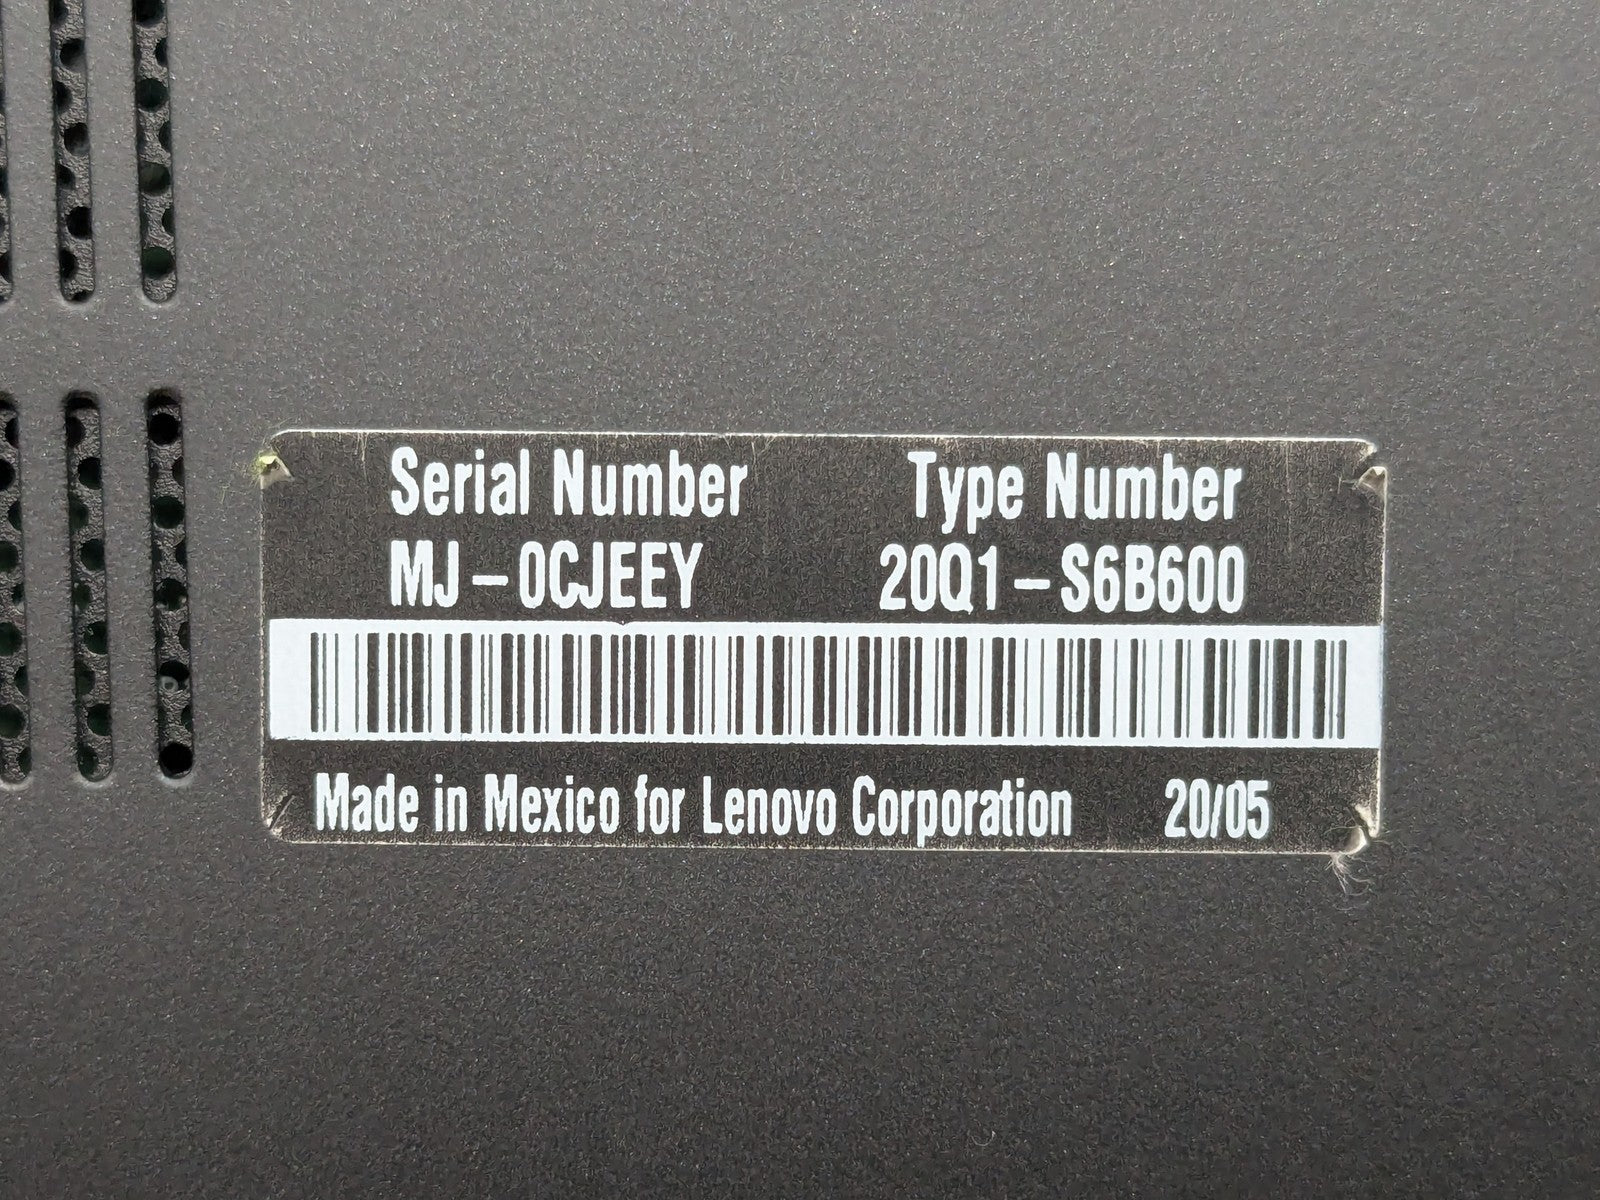 Serial Number Type Number
MJ-0CJEEY 20Q1-S6B600
Made in Mexico for Lenovo Corporation 20/05